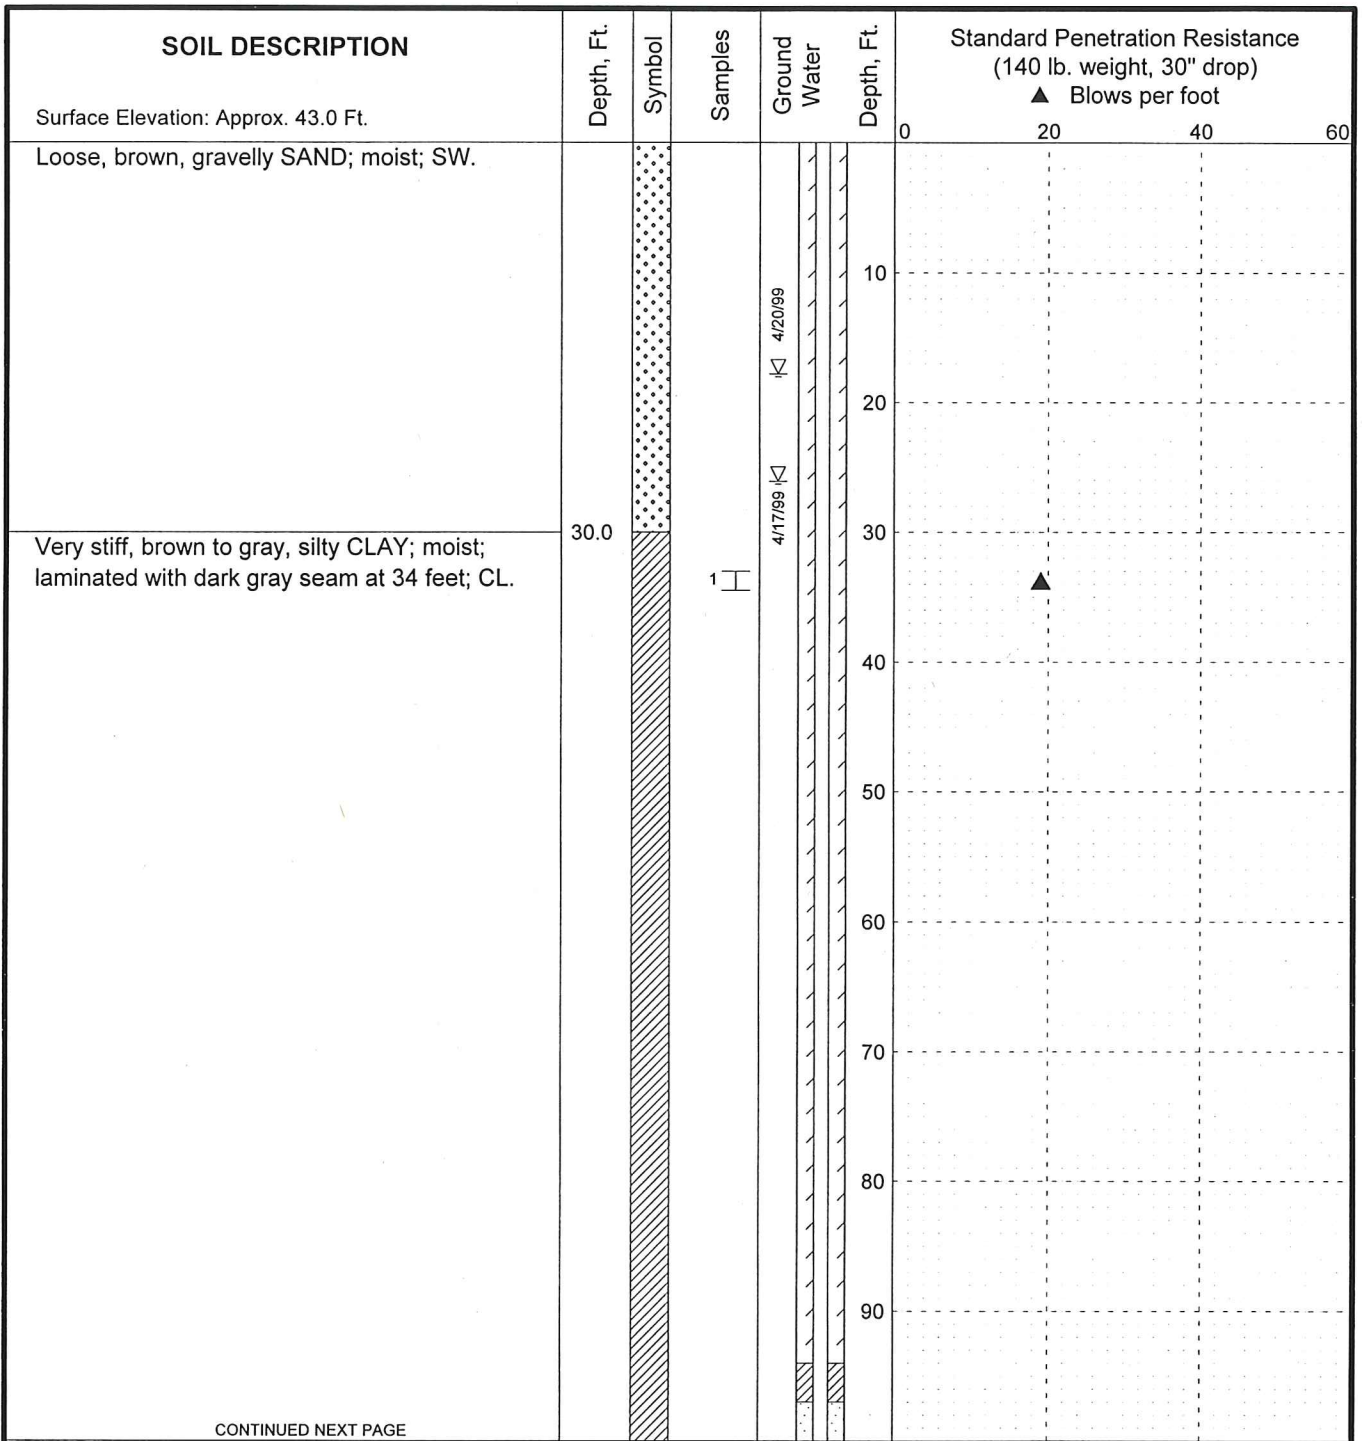 SOIL DESCRIPTION
Surface Elevation: Approx. 43.0 Ft.
Depth, Ft.
Symbol
Samples
Ground
Water
Depth, Ft.
Standard Penetration Resistance
(140 lb. weight, 30" drop)
▲ Blows per foot
0 20 40 60
Loose, brown, gravelly SAND; moist; SW.
10
4/20/99
20
4/17/99
30.0
30
Very stiff, brown to gray, silty CLAY; moist;
laminated with dark gray seam at 34 feet; CL.
1
40
50
60
70
80
90
CONTINUED NEXT PAGE